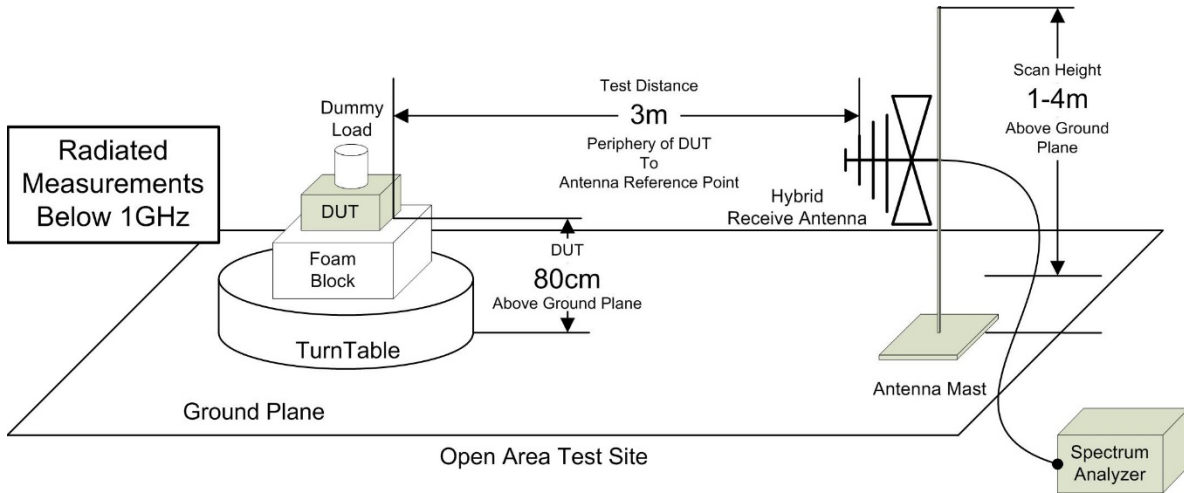 Radiated
Measurements
Below 1GHz
Dummy
Load
DUT
Foam
Block
TurnTable
Ground Plane
Test Distance
3m
Periphery of DUT
To
Antenna Reference Point
DUT
80cm
Above Ground Plane
Hybrid
Receive Antenna
Scan Height
1-4m
Above Ground
Plane
Antenna Mast
Open Area Test Site
Spectrum
Analyzer